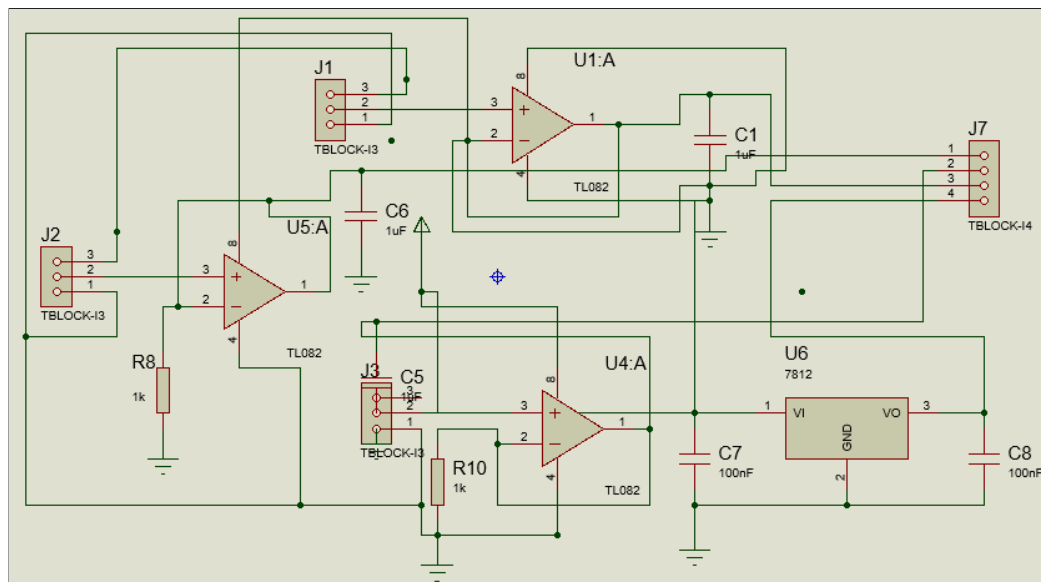 J1
3
2
1
TBLOCK-I3
U1:A
8
3
2
1
4
TL082
C1
1uF
J7
1
2
3
4
TBLOCK-I4
C6
1uF
J2
3
2
1
TBLOCK-I3
U5:A
8
3
2
1
4
TL082
R8
1k
J3
3
2
1
TBLOCK-I3
C5
1uF
R10
1k
U4:A
8
3
2
1
4
TL082
U6
7812
1
VI
VO
3
GND
2
C7
100nF
C8
100nF